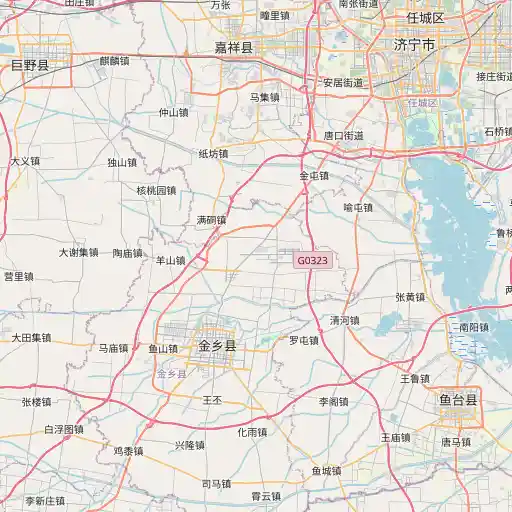 田庄镇
万张
疃里镇
南张街道
任城区
济宁市
嘉祥县
巨野县
麒麟镇
接庄街道
安居街道
马集镇
任城区
仲山镇
唐口街道
石桥镇
纸坊镇
大义镇
独山镇
金屯镇
核桃园镇
喻屯镇
满硐镇
鲁桥
大谢集镇
陶庙镇
羊山镇
G0323
营里镇
张黄镇
清河镇
南阳镇
大田集镇
罗屯镇
金乡县
马庙镇
鱼山镇
金乡县
王鲁镇
鱼台县
张楼镇
王丕
李阁镇
白浮图镇
化雨镇
王庙镇
唐马镇
鸡黍镇
兴隆镇
鱼城镇
司马镇
李新庄镇
霄云镇